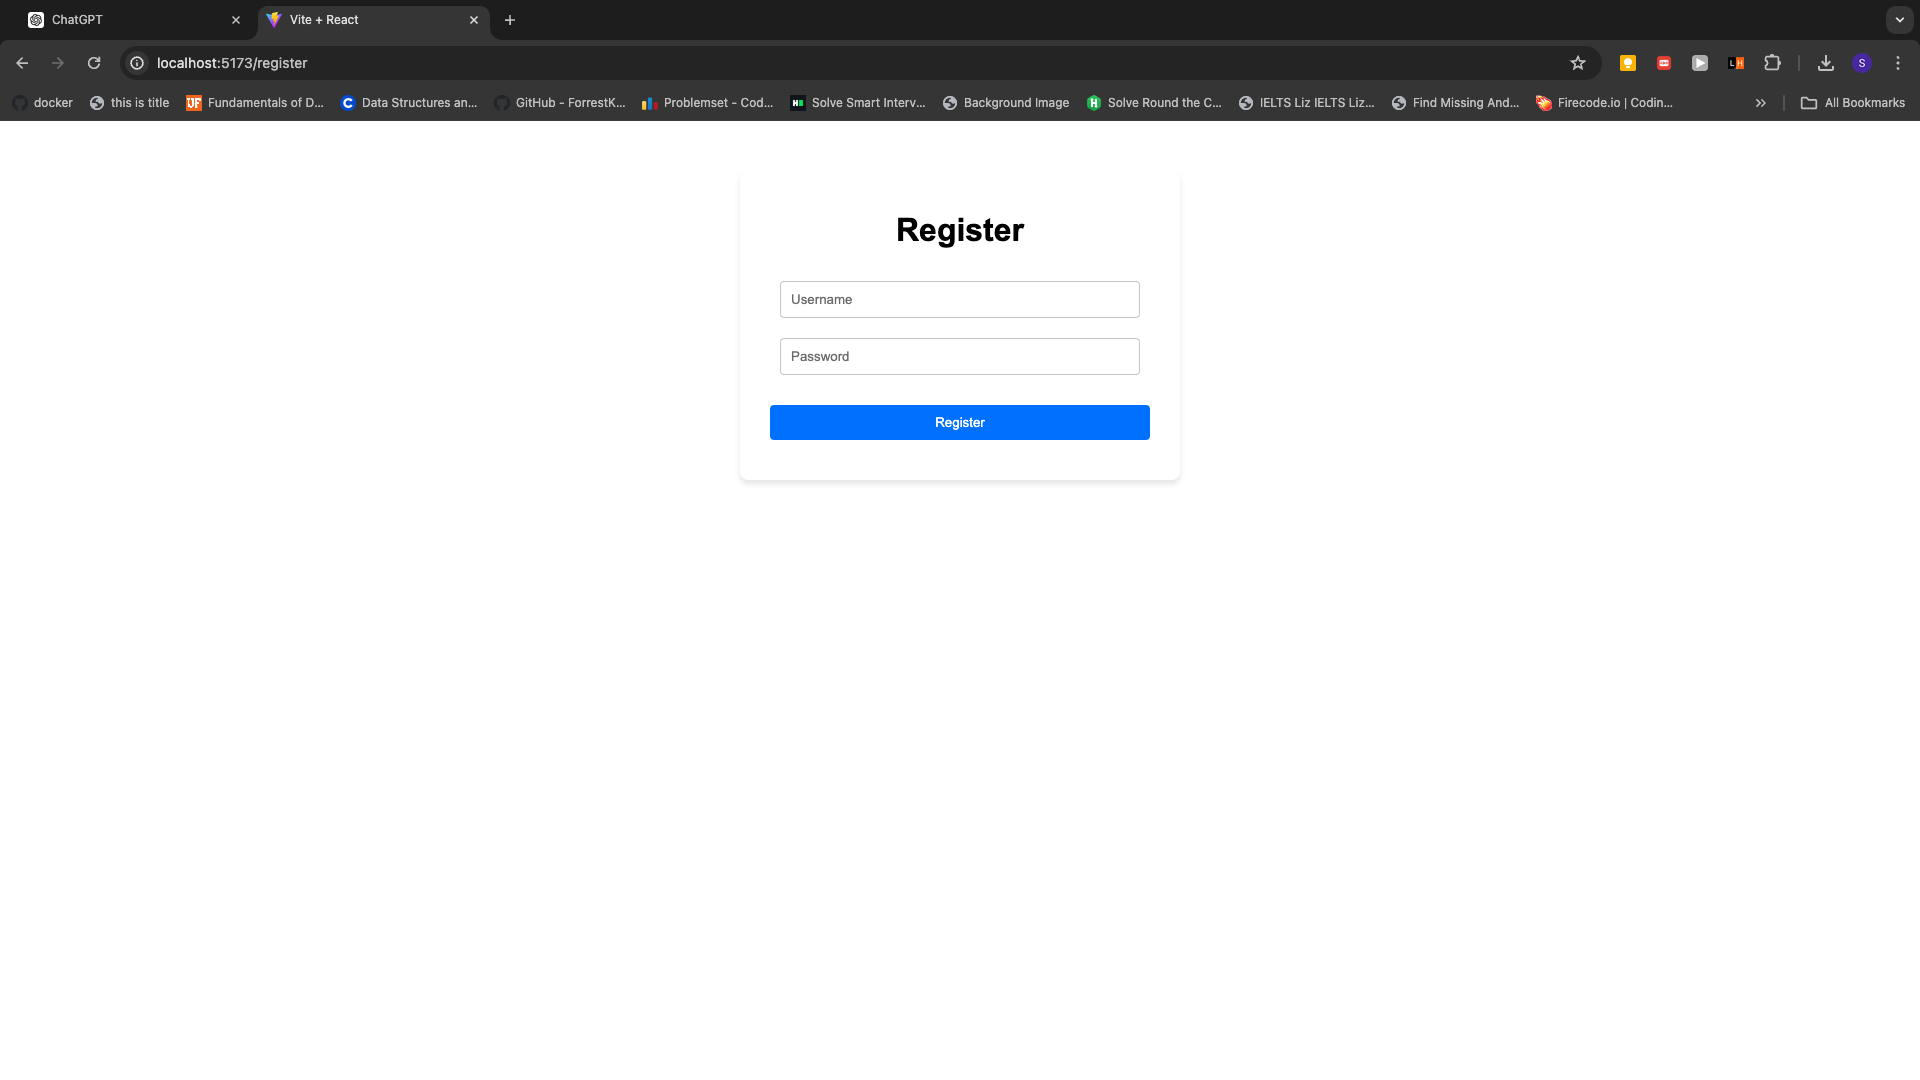 ChatGPT
Vite + React
localhost:5173/register
S
docker
this is title
Fundamentals of D...
Data Structures an...
GitHub - ForrestK...
Problemset - Cod...
Solve Smart Interv...
Background Image
Solve Round the C...
IELTS Liz IELTS Liz...
Find Missing And...
Firecode.io | Codin...
All Bookmarks
Register
Username
Password
Register